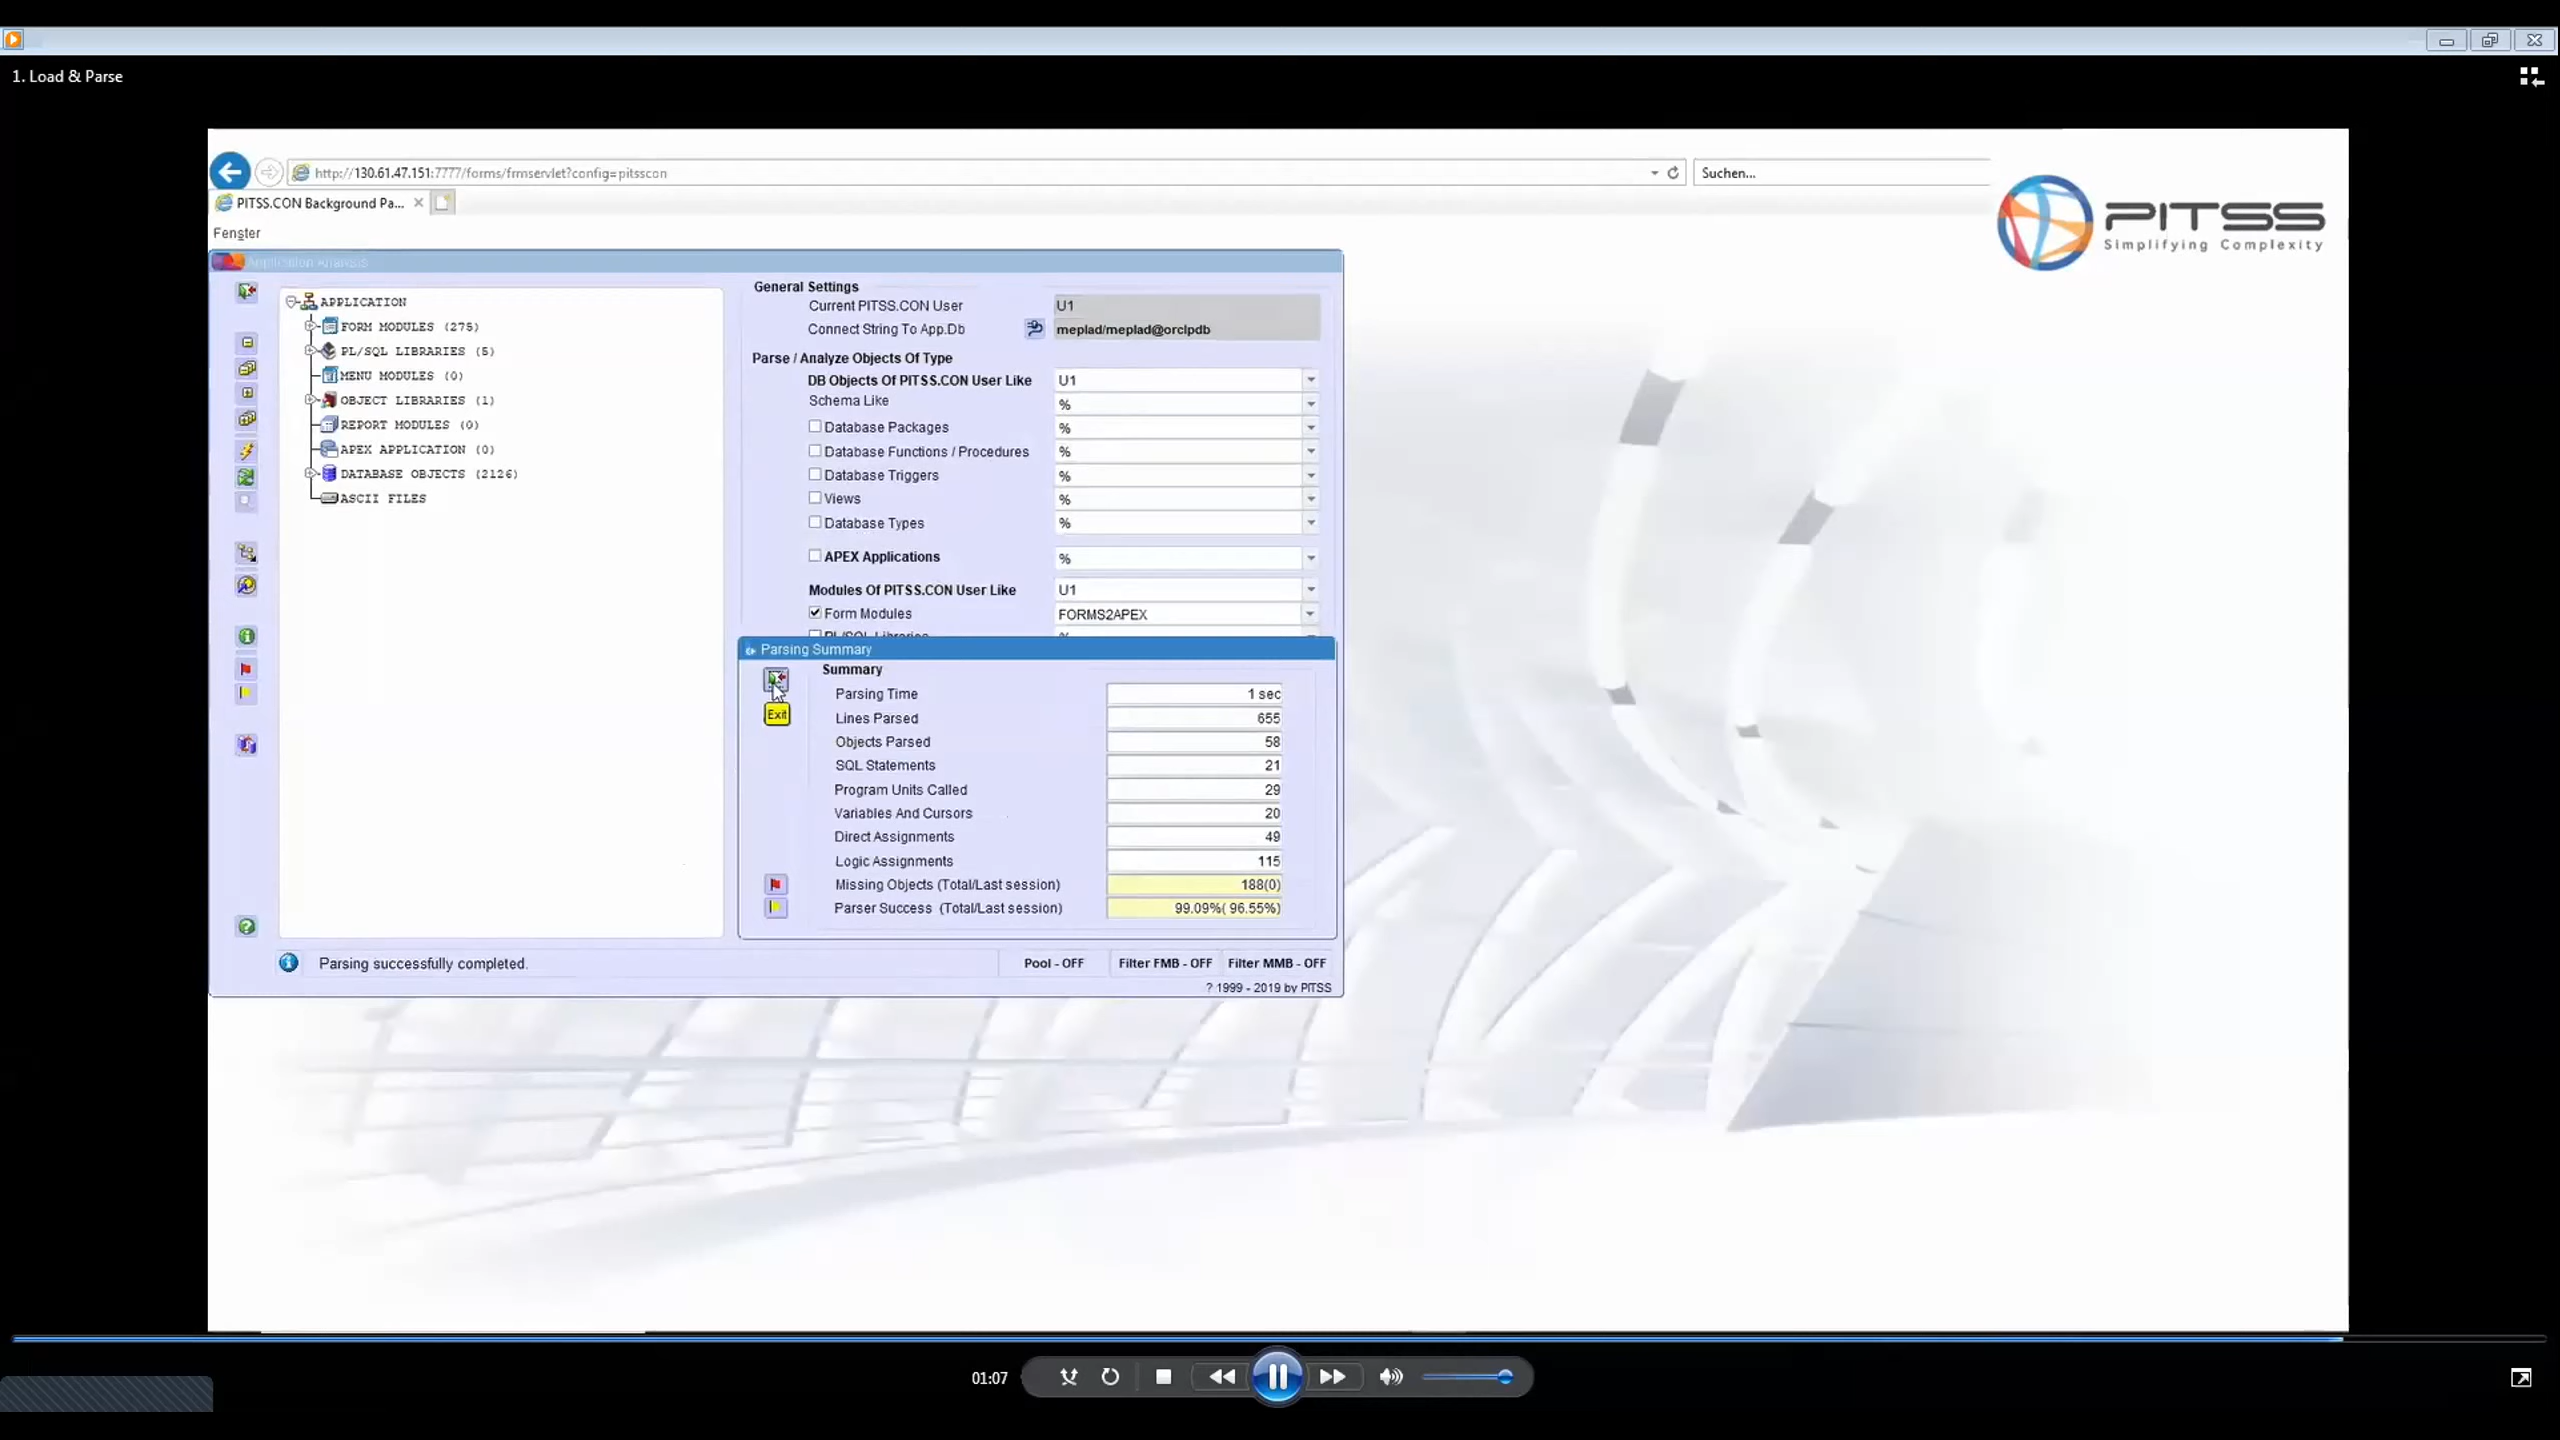 1. Load & Parse
http://130.61.47.151:7777/forms/frmservlet?config=pitsscon
Suchen...
PITSS.CON Background Pa...
PITSS
Simplifying Complexity
Fenster
Application Analysis
APPLICATION
FORM MODULES (275)
PL/SQL LIBRARIES (5)
MENU MODULES (0)
OBJECT LIBRARIES (1)
REPORT MODULES (0)
APEX APPLICATION (0)
DATABASE OBJECTS (2126)
ASCII FILES
General Settings
Current PITSS.CON User U1
Connect String To App.Db meplad/meplad@orclpdb
Parse / Analyze Objects Of Type
DB Objects Of PITSS.CON User Like U1
Schema Like %
Database Packages %
Database Functions / Procedures %
Database Triggers %
Views %
Database Types %
APEX Applications %
Modules Of PITSS.CON User Like U1
Form Modules FORMS2APEX
PL/SQL Libraries %
Parsing Summary
Summary
Exit
Parsing Time 1 sec
Lines Parsed 655
Objects Parsed 58
SQL Statements 21
Program Units Called 29
Variables And Cursors 20
Direct Assignments 49
Logic Assignments 115
Missing Objects (Total/Last session) 188(0)
Parser Success (Total/Last session) 99.09%( 96.55%)
Parsing successfully completed.
Pool - OFF
Filter FMB - OFF
Filter MMB - OFF
? 1999 - 2019 by PITSS
01:07